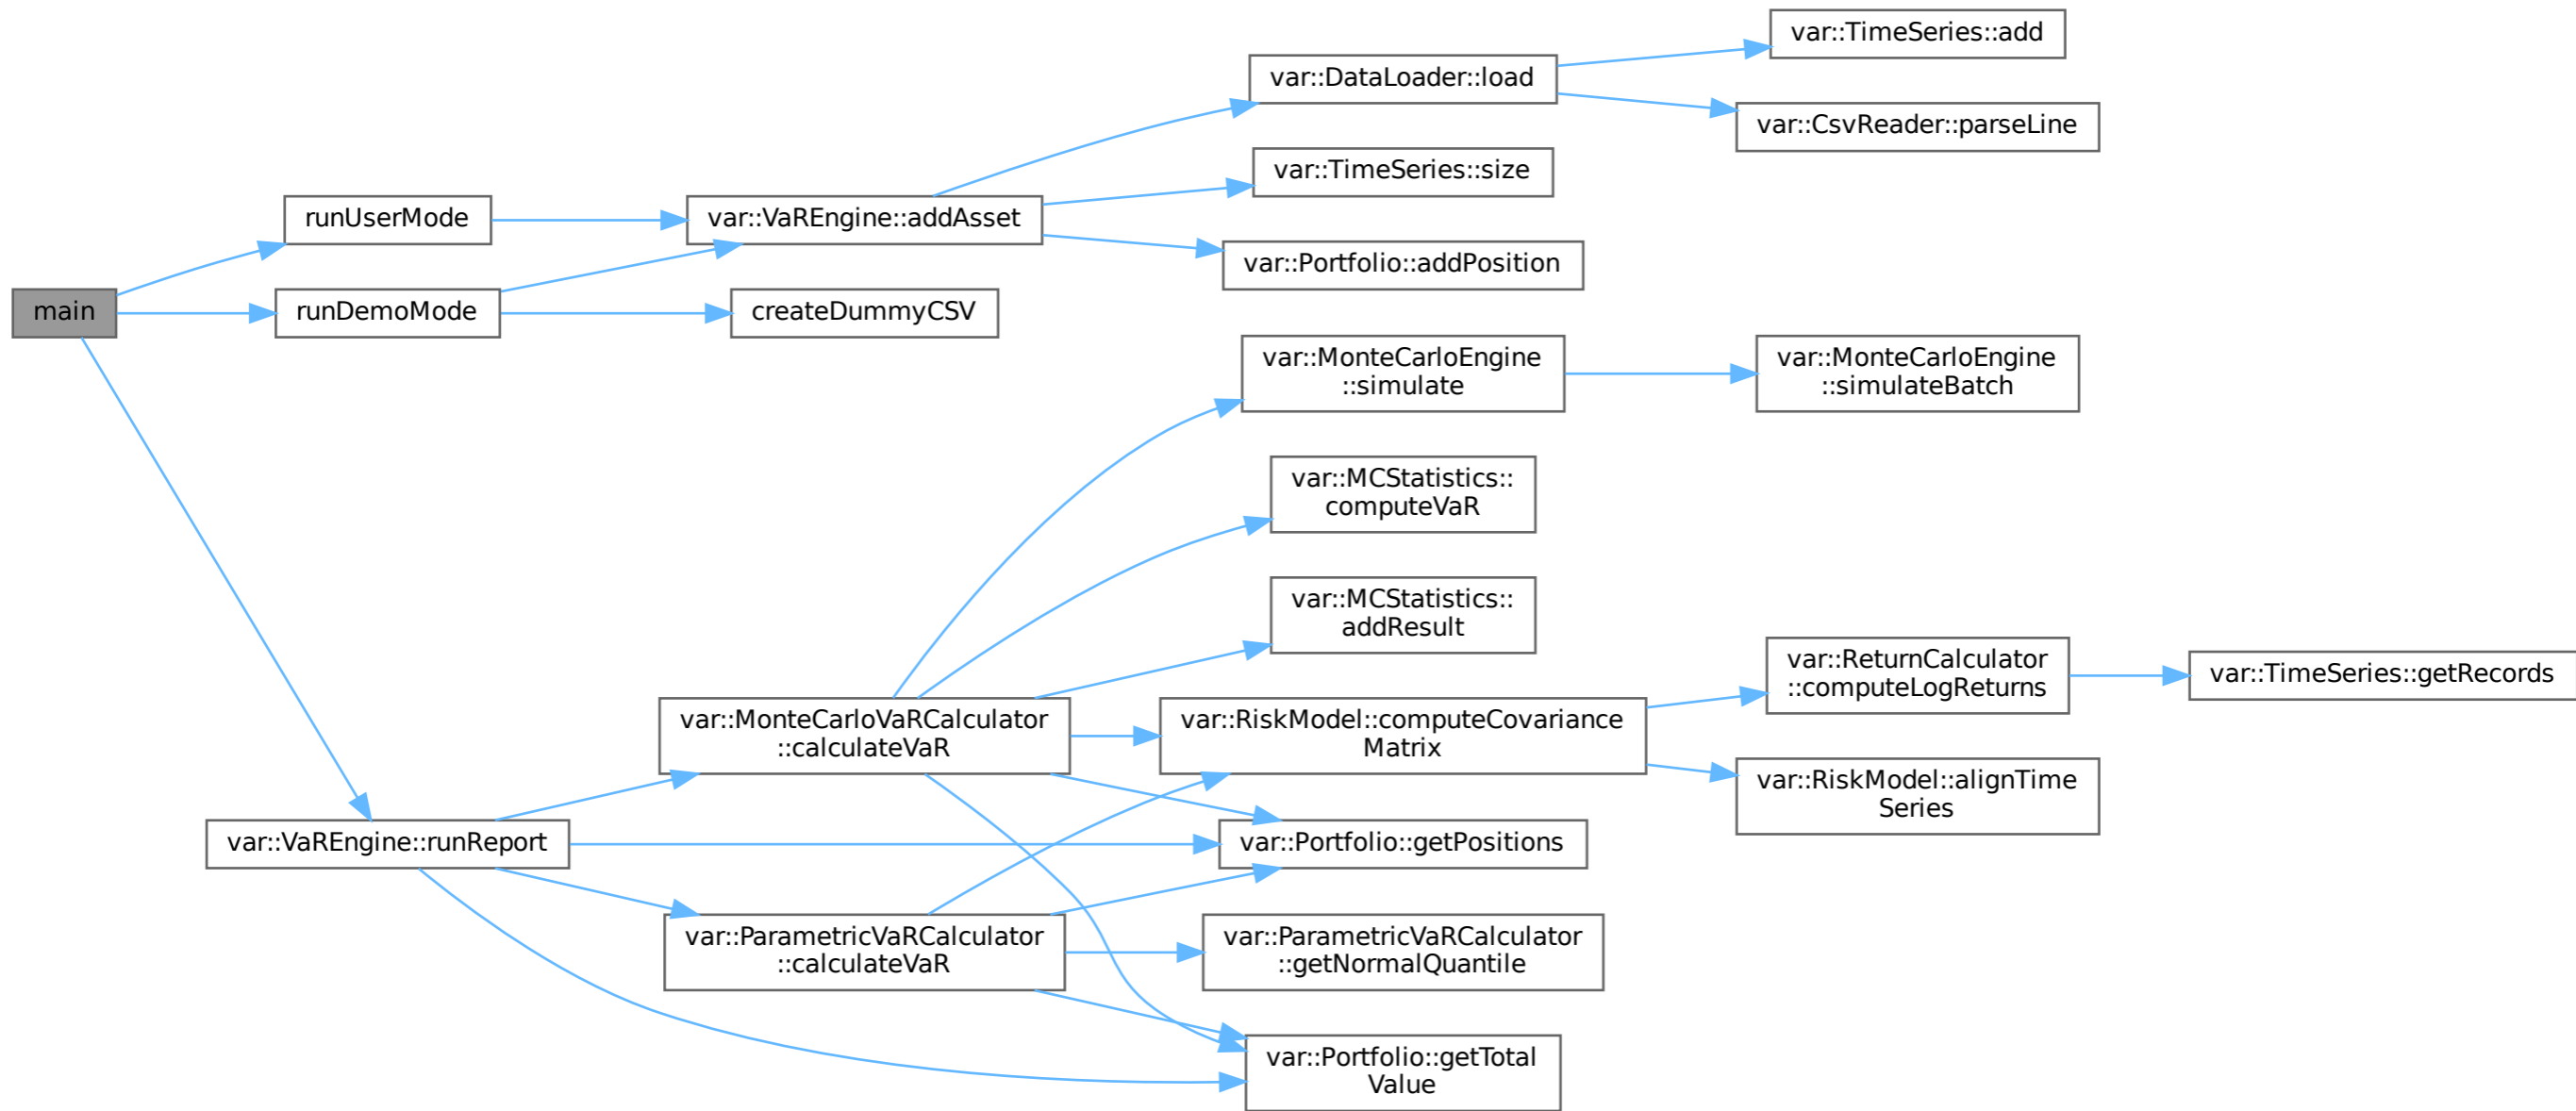 main
runUserMode
runDemoMode
var::VaREngine::runReport
var::VaREngine::addAsset
createDummyCSV
var::MonteCarloVaRCalculator
::calculateVaR
var::ParametricVaRCalculator
::calculateVaR
var::DataLoader::load
var::TimeSeries::size
var::Portfolio::addPosition
var::MonteCarloEngine
::simulate
var::MCStatistics::
computeVaR
var::MCStatistics::
addResult
var::RiskModel::computeCovariance
Matrix
var::Portfolio::getPositions
var::ParametricVaRCalculator
::getNormalQuantile
var::Portfolio::getTotal
Value
var::TimeSeries::add
var::CsvReader::parseLine
var::MonteCarloEngine
::simulateBatch
var::ReturnCalculator
::computeLogReturns
var::RiskModel::alignTime
Series
var::TimeSeries::getRecords